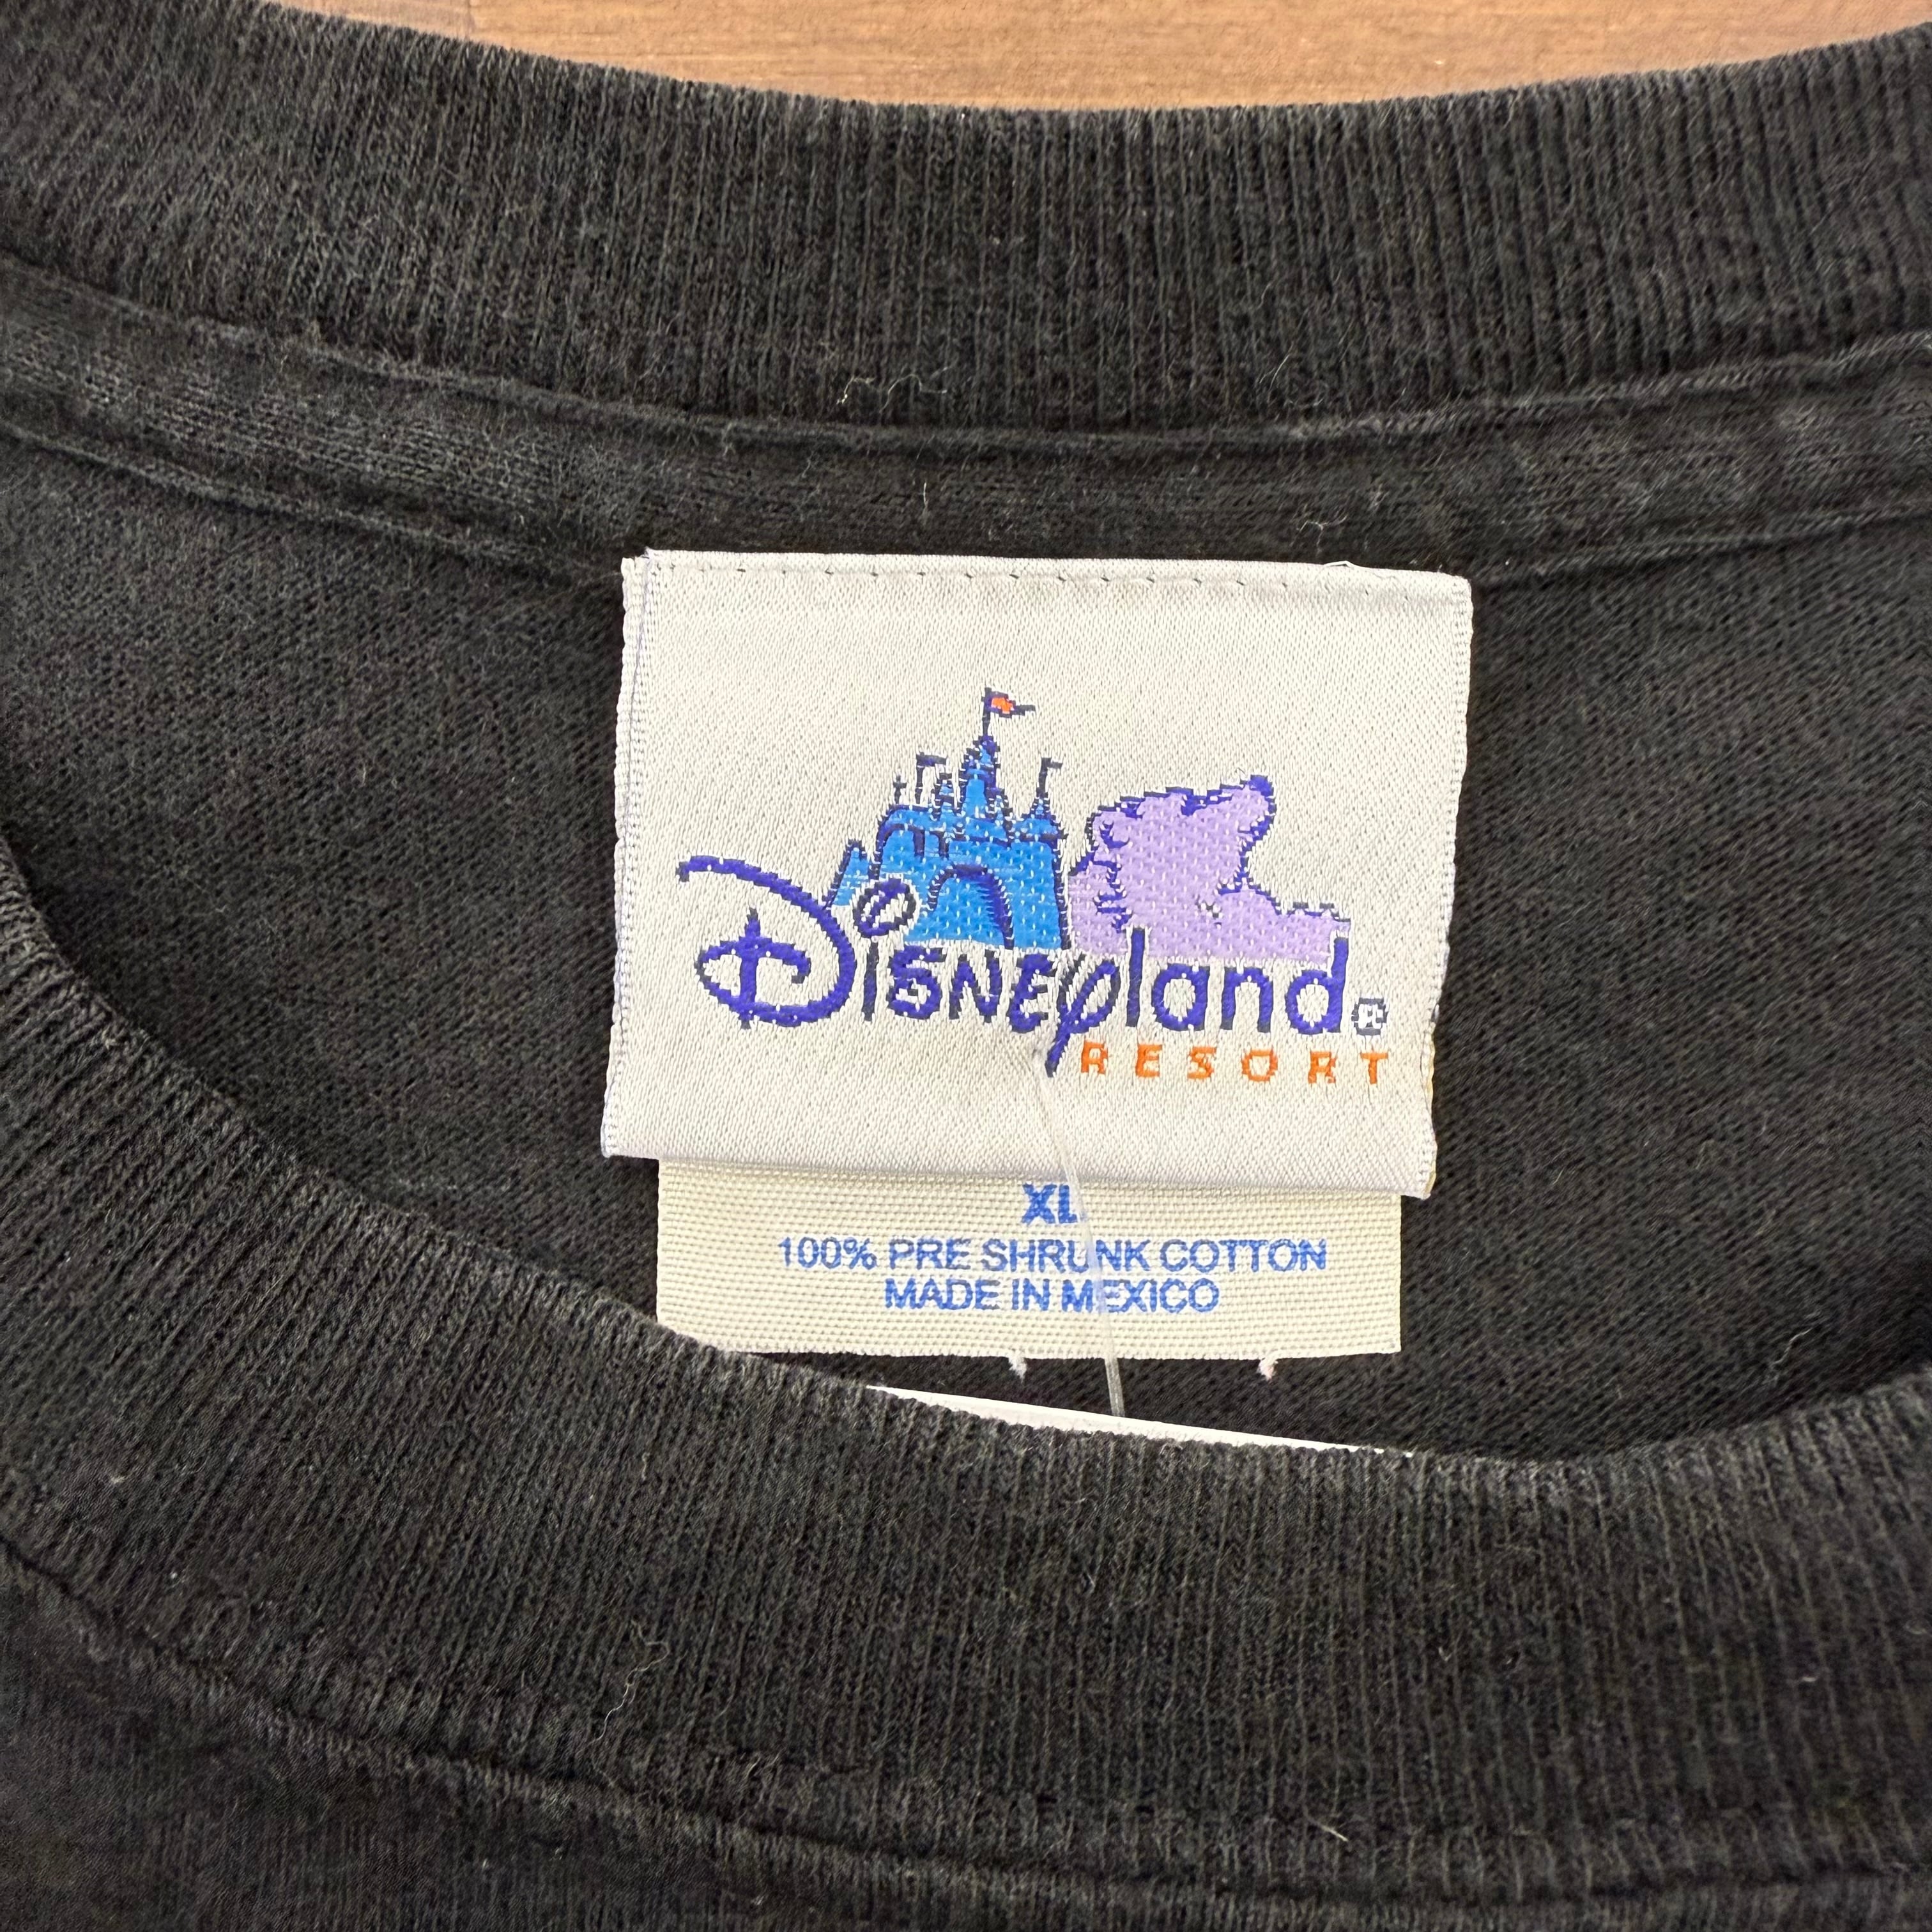 Disneyland®
RESORT
XL
100% PRE SHRUNK COTTON
MADE IN MEXICO